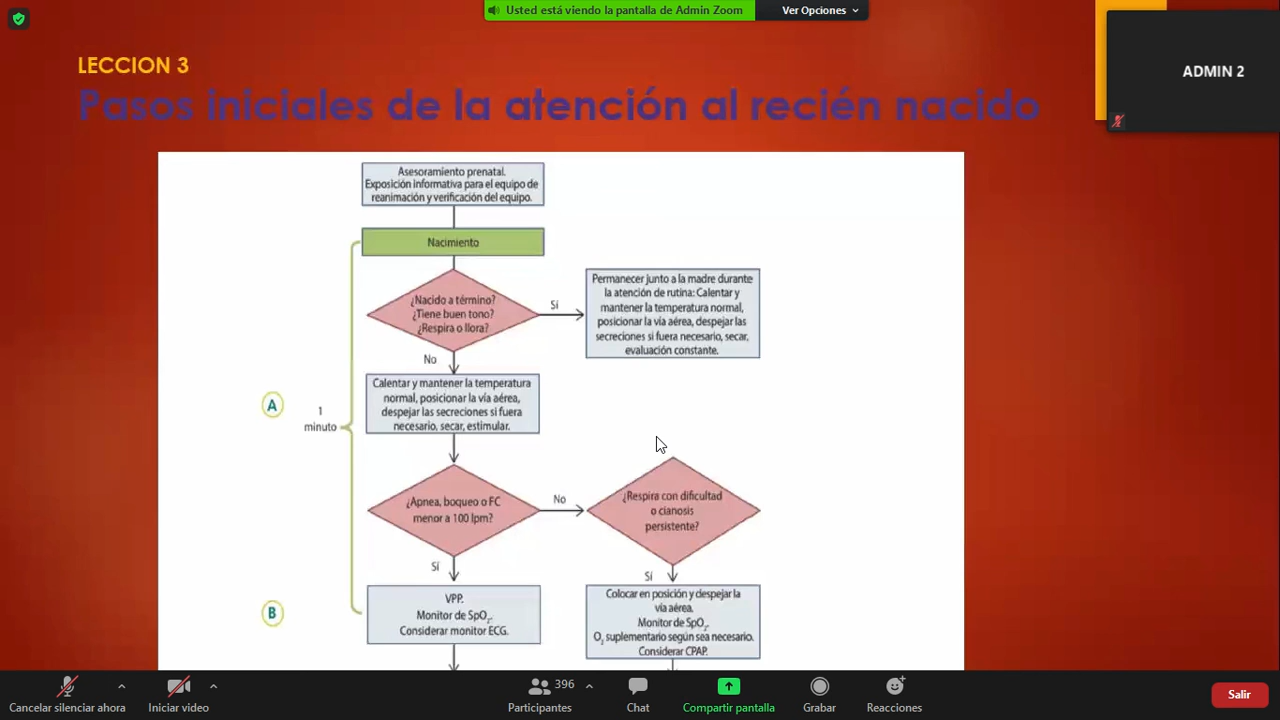 Usted está viendo la pantalla de Admin Zoom
Ver Opciones
ADMIN 2
LECCION 3
Pasos iniciales de la atención al recién nacido
Asesoramiento prenatal.
Exposición informativa para el equipo de
reanimación y verificación del equipo.
Nacimiento
¿Nacido a término?
¿Tiene buen tono?
¿Respira o llora?
Sí
Permanecer junto a la madre durante
la atención de rutina: Calentar y
mantener la temperatura normal,
posicionar la vía aérea, despejar las
secreciones si fuera necesario, secar,
evaluación constante.
No
Calentar y mantener la temperatura
normal, posicionar la vía aérea,
despejar las secreciones si fuera
necesario, secar, estimular.
A
1
minuto
¿Apnea, boqueo o FC
menor a 100 lpm?
No
¿Respira con dificultad
o cianosis
persistente?
Sí
Sí
B
VPP.
Monitor de SpO₂.
Considerar monitor ECG.
Colocar en posición y despejar la
vía aérea.
Monitor de SpO₂.
O₂ suplementario según sea necesario.
Considerar CPAP.
Cancelar silenciar ahora
Iniciar video
396
Participantes
Chat
Compartir pantalla
Grabar
Reacciones
Salir